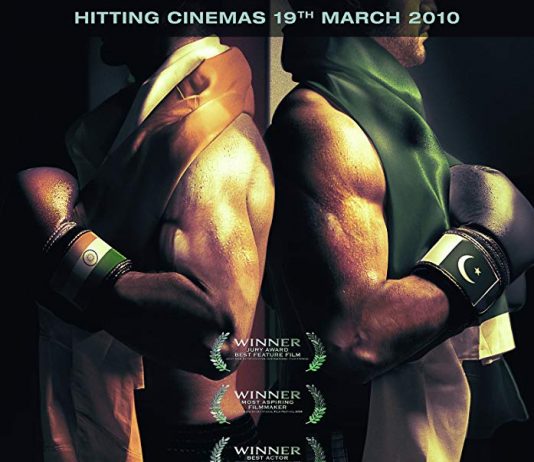 HITTING CINEMAS 19TH MARCH 2010
WINNER
JURY AWARD
BEST FEATURE FILM
WINNER
MOST ASPIRING
FILMMAKER
WINNER
BEST ACTOR